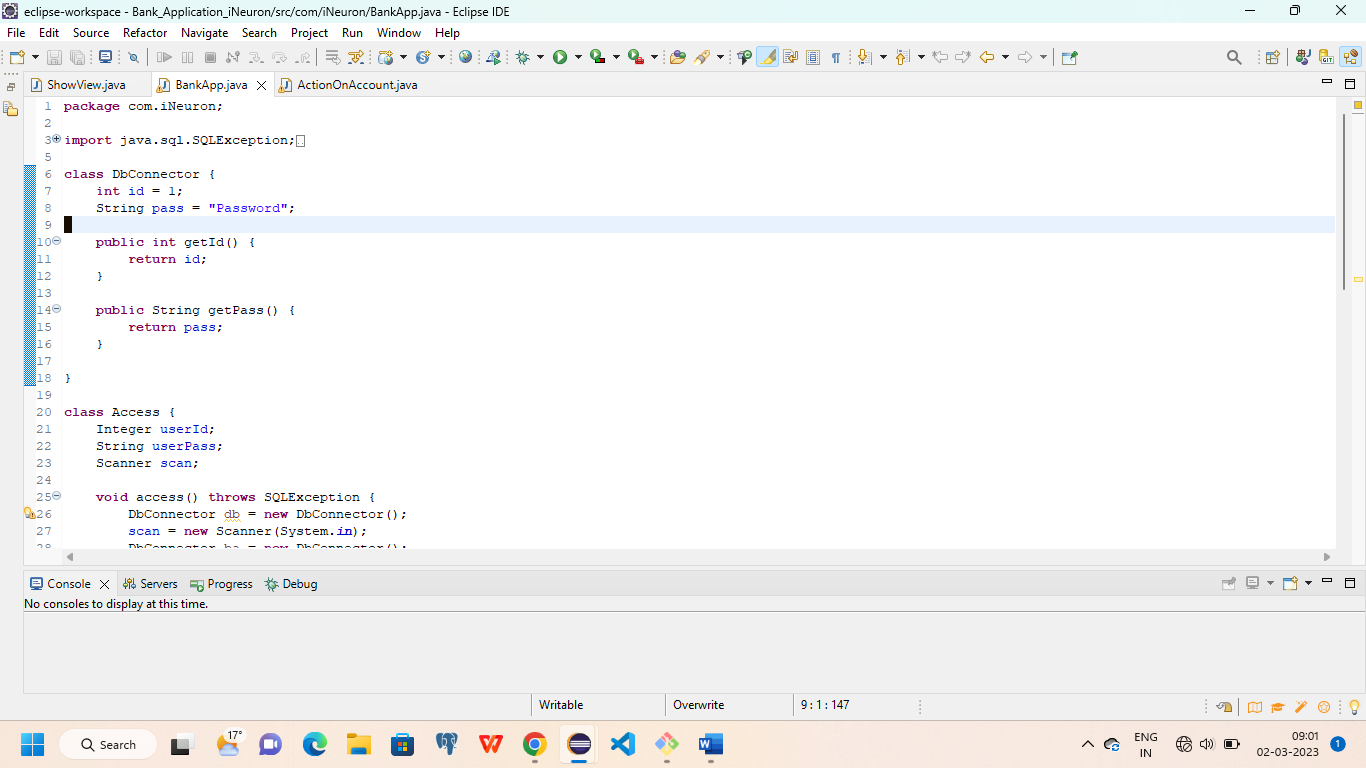 eclipse-workspace - Bank_Application_iNeuron/src/com/iNeuron/BankApp.java - Eclipse IDE
File Edit Source Refactor Navigate Search Project Run Window Help
ShowView.java BankApp.java ActionOnAccount.java
1 package com.iNeuron;
2
3 import java.sql.SQLException;
5
6 class DbConnector {
7 int id = 1;
8 String pass = "Password";
9
10 public int getId() {
11 return id;
12 }
13
14 public String getPass() {
15 return pass;
16 }
17
18 }
19
20 class Access {
21 Integer userId;
22 String userPass;
23 Scanner scan;
24
25 void access() throws SQLException {
26 DbConnector db = new DbConnector();
27 scan = new Scanner(System.in);
28 DbConnector ba = new DbConnector();
Console Servers Progress Debug
No consoles to display at this time.
Writable Overwrite 9 : 1 : 147
17°
Search
ENG
IN
09:01
02-03-2023
1